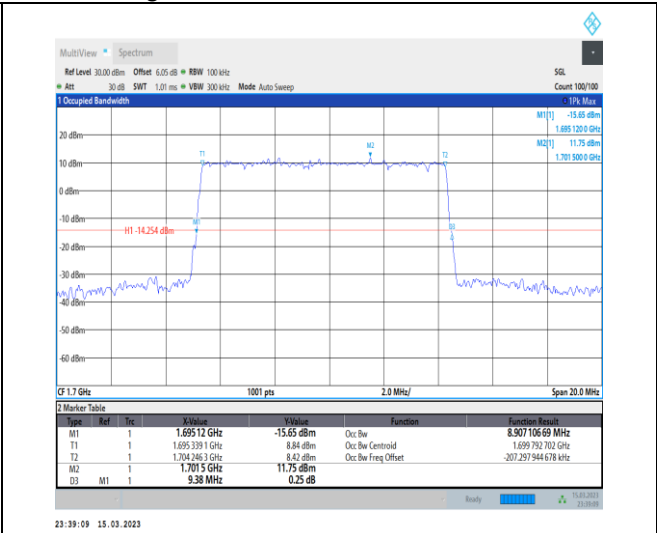 MultiView Spectrum
Ref Level 30.00 dBm Offset 6.05 dB RBW 100 kHz SGL
Att 30 dB SWT 1.01 ms VBW 300 kHz Mode Auto Sweep Count 100/100
1 Occupied Bandwidth 1Pk Max
M1[1] -15.65 dBm
1.695 120 0 GHz
M2[1] 11.75 dBm
1.701 500 0 GHz
20 dBm
M2
T1 T2
10 dBm
0 dBm
-10 dBm
M1
H1 -14.254 dBm
-20 dBm
-30 dBm
-40 dBm
-50 dBm
-60 dBm
CF 1.7 GHz 1001 pts 2.0 MHz/ Span 20.0 MHz
2 Marker Table
Type Ref Trc X-Value Y-Value Function Function Result
M1 1 1.69512 GHz -15.65 dBm Occ Bw 8.907 106 69 MHz
T1 1 1.695 339 1 GHz 8.84 dBm Occ Bw Centroid 1.699 792 702 GHz
T2 1 1.704 246 3 GHz 8.42 dBm Occ Bw Freq Offset -207.297 944 678 kHz
M2 1 1.7015 GHz 11.75 dBm
D3 M1 1 9.38 MHz 0.25 dB
Ready 15.03.2023
23:39:09
23:39:09 15.03.2023